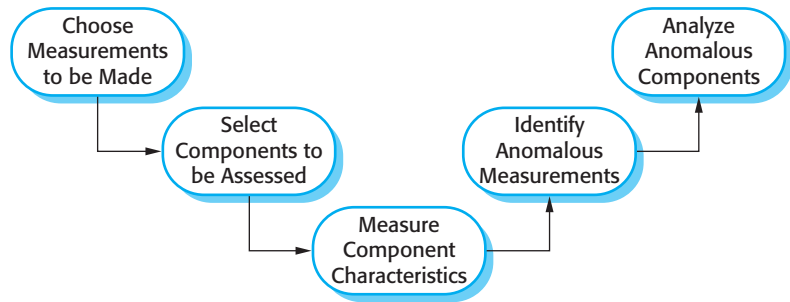 Choose
Measurements
to be Made
Select
Components to
be Assessed
Measure
Component
Characteristics
Identify
Anomalous
Measurements
Analyze
Anomalous
Components